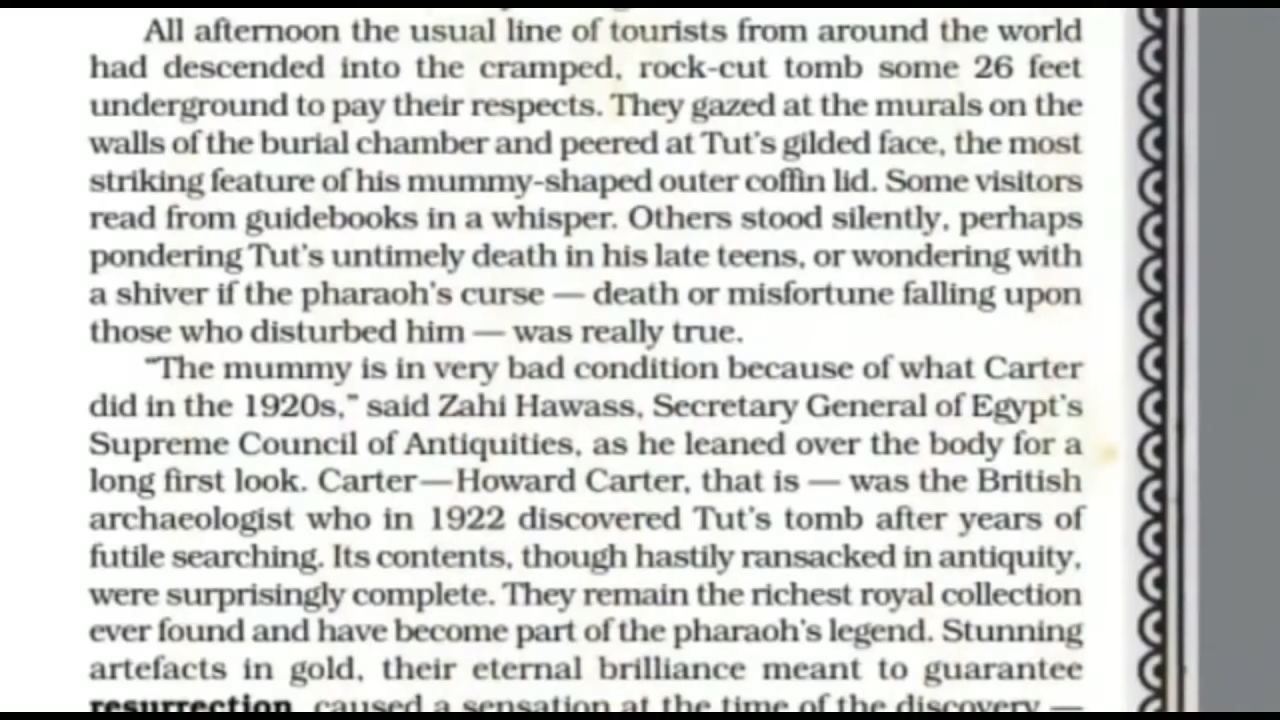 All afternoon the usual line of tourists from around the world
had descended into the cramped, rock-cut tomb some 26 feet
underground to pay their respects. They gazed at the murals on the
walls of the burial chamber and peered at Tut's gilded face, the most
striking feature of his mummy-shaped outer coffin lid. Some visitors
read from guidebooks in a whisper. Others stood silently, perhaps
pondering Tut's untimely death in his late teens, or wondering with
a shiver if the pharaoh's curse — death or misfortune falling upon
those who disturbed him — was really true.
“The mummy is in very bad condition because of what Carter
did in the 1920s,” said Zahi Hawass, Secretary General of Egypt's
Supreme Council of Antiquities, as he leaned over the body for a
long first look. Carter—Howard Carter, that is — was the British
archaeologist who in 1922 discovered Tut's tomb after years of
futile searching. Its contents, though hastily ransacked in antiquity,
were surprisingly complete. They remain the richest royal collection
ever found and have become part of the pharaoh's legend. Stunning
artefacts in gold, their eternal brilliance meant to guarantee
resurrection, caused a sensation at the time of the discovery —